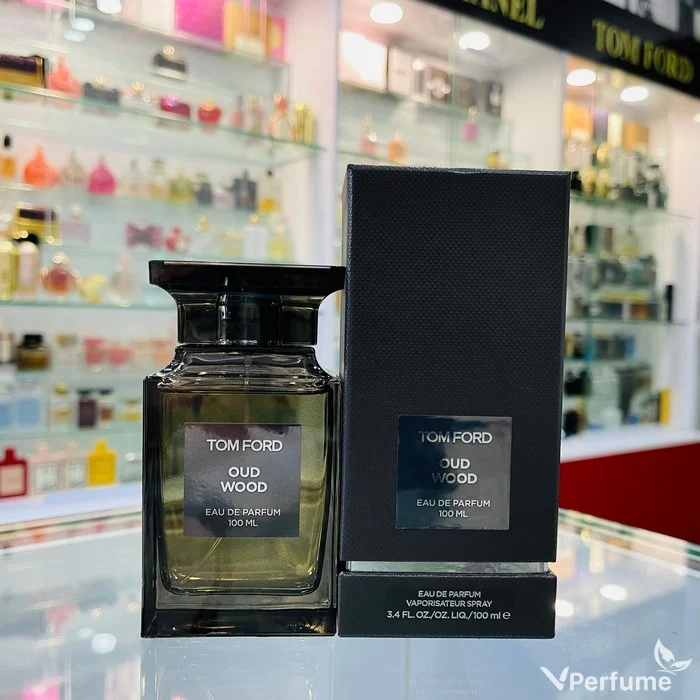 CHANEL
TOM FORD
TOM FORD
OUD
WOOD
EAU DE PARFUM
100 ML
TOM FORD
OUD
WOOD
EAU DE PARFUM
100 ML
EAU DE PARFUM
VAPORISATEUR SPRAY
3.4 FL.OZ./OZ. LIQ./100 ml e
VPerfume